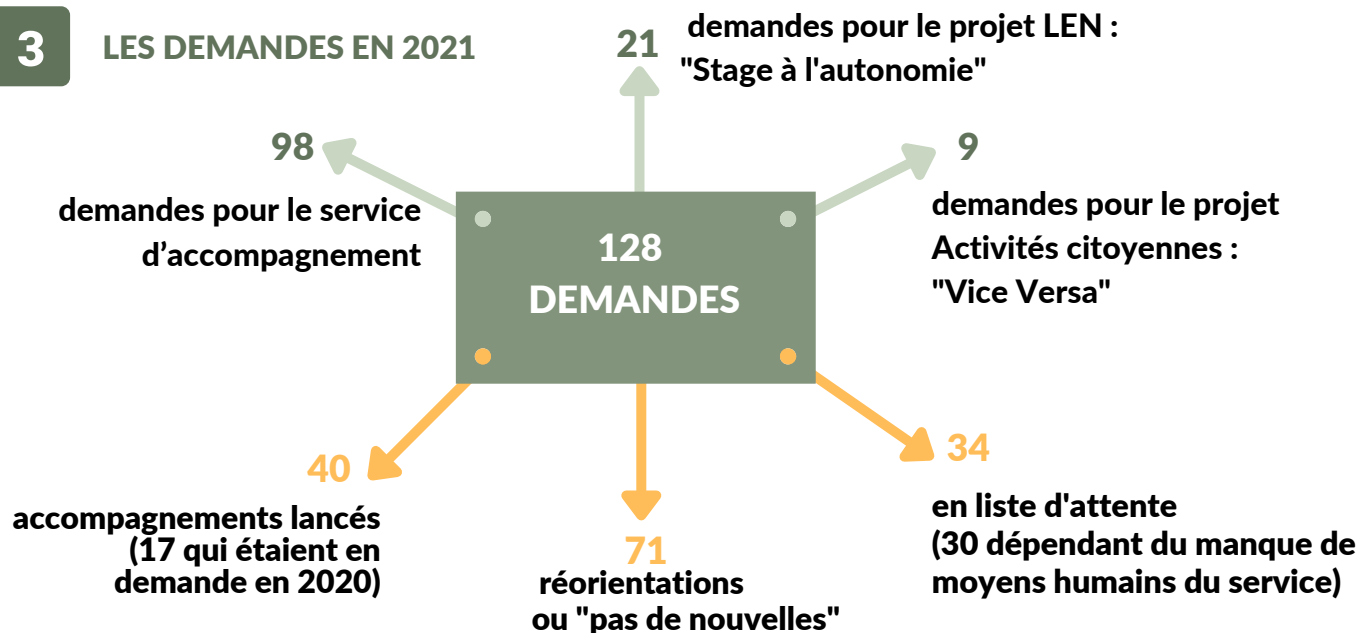 3
LES DEMANDES EN 2021
21
demandes pour le projet LEN :
"Stage à l'autonomie"
98
demandes pour le service
d’accompagnement
9
demandes pour le projet
Activités citoyennes :
"Vice Versa"
128
DEMANDES
40
accompagnements lancés
(17 qui étaient en
demande en 2020)
71
réorientations
ou "pas de nouvelles"
34
en liste d'attente
(30 dépendant du manque de
moyens humains du service)